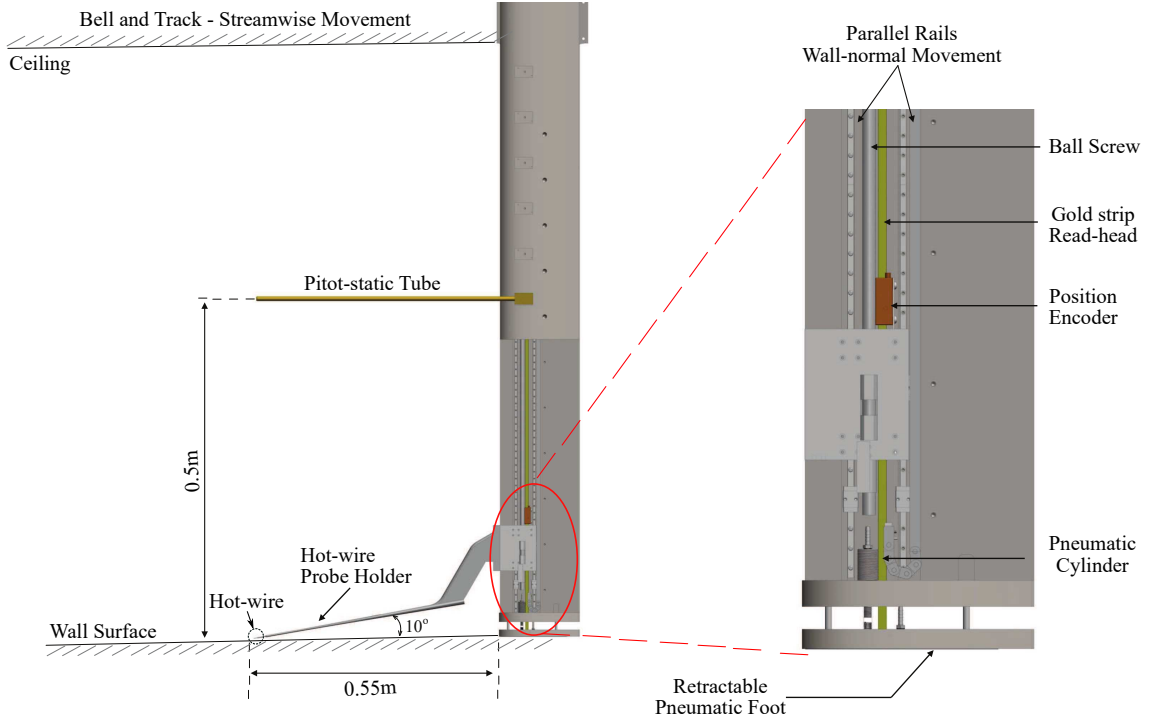 Bell and Track - Streamwise Movement
Ceiling
Pitot-static Tube
0.5m
Hot-wire
Probe Holder
Hot-wire
Wall Surface
10°
0.55m
Parallel Rails
Wall-normal Movement
Ball Screw
Gold strip
Read-head
Position
Encoder
Pneumatic
Cylinder
Retractable
Pneumatic Foot